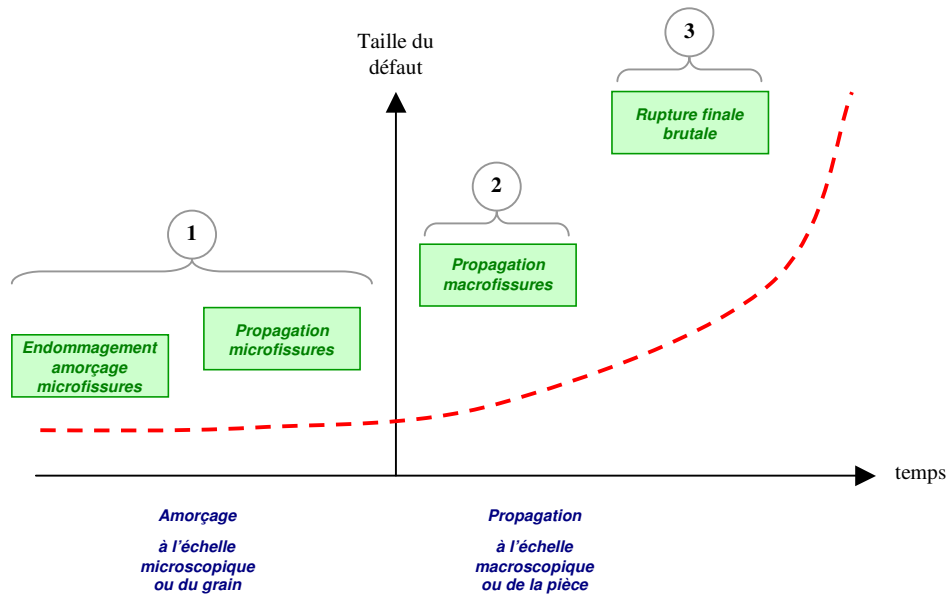 Taille du
défaut
3
Rupture finale
brutale
2
Propagation
macrofissures
1
Propagation
microfissures
Endommagement
amorçage
microfissures
temps
Amorçage
à l'échelle
microscopique
ou du grain
Propagation
à l'échelle
macroscopique
ou de la pièce